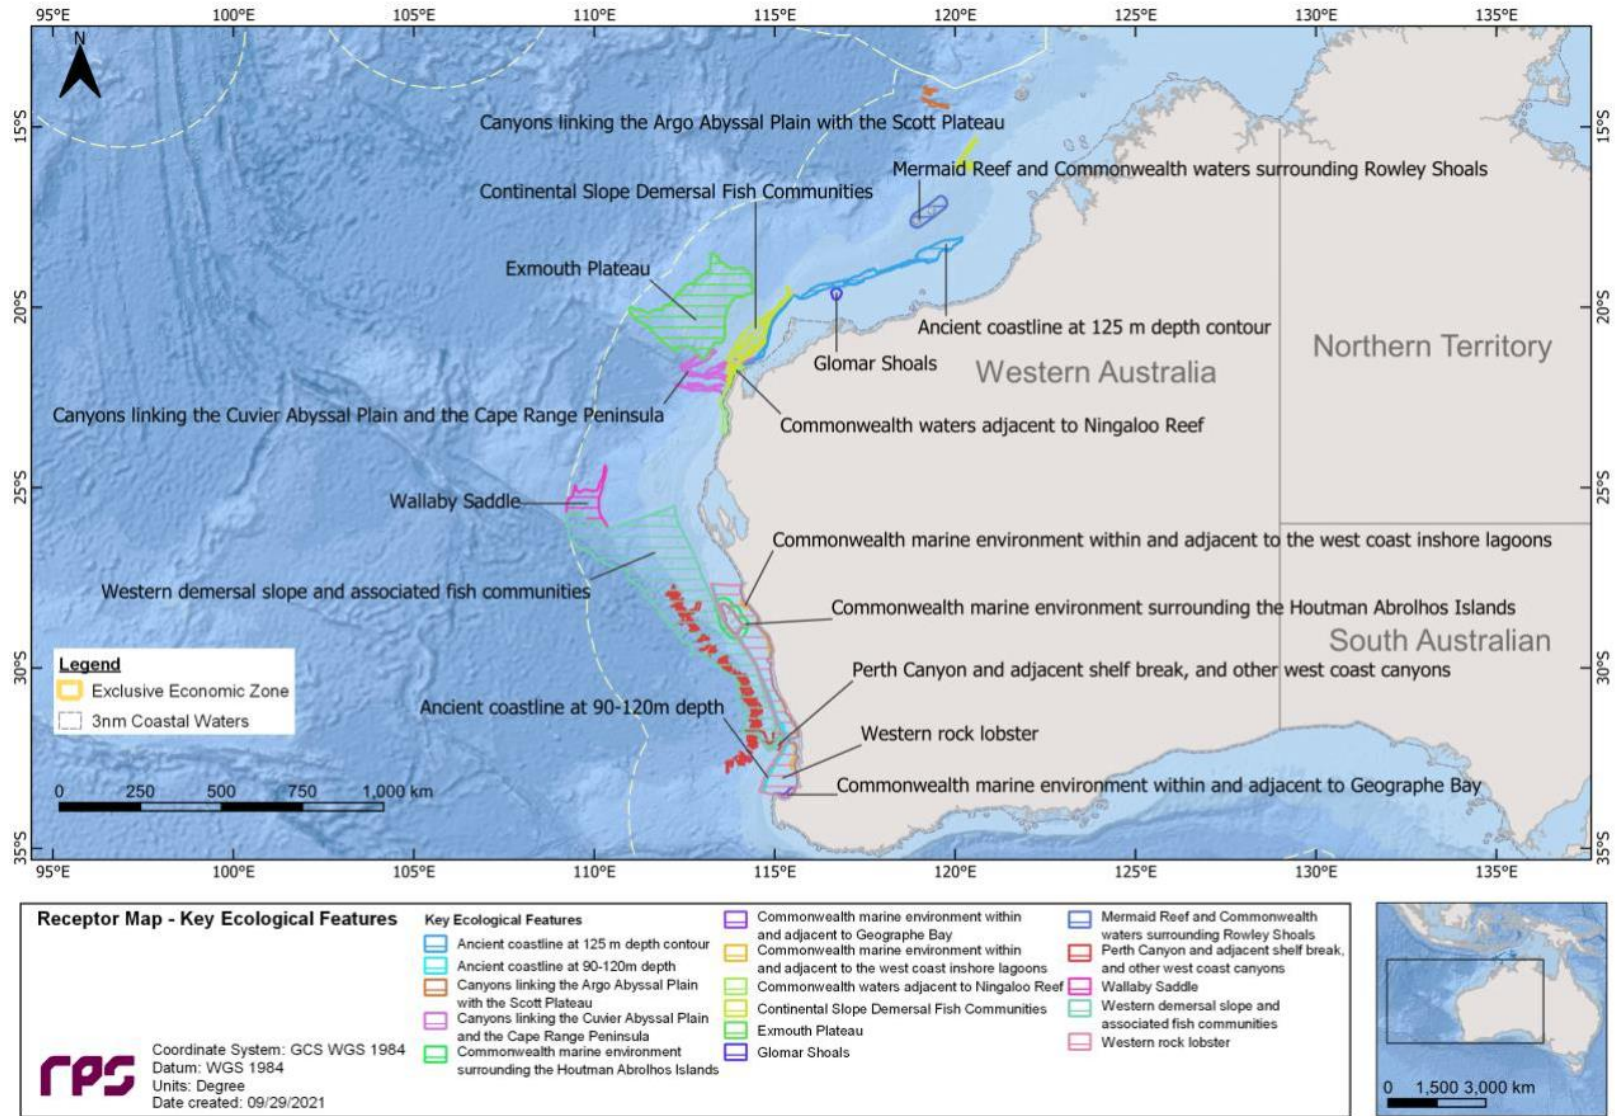 95°E 100°E 105°E 110°E 115°E 120°E 125°E 130°E 135°E
N
15°S 15°S
Canyons linking the Argo Abyssal Plain with the Scott Plateau
Mermaid Reef and Commonwealth waters surrounding Rowley Shoals
Continental Slope Demersal Fish Communities
Exmouth Plateau
20°S 20°S
Ancient coastline at 125 m depth contour
Northern Territory
Glomar Shoals
Western Australia
Canyons linking the Cuvier Abyssal Plain and the Cape Range Peninsula
Commonwealth waters adjacent to Ningaloo Reef
25°S 25°S
Wallaby Saddle
Commonwealth marine environment within and adjacent to the west coast inshore lagoons
Western demersal slope and associated fish communities
Commonwealth marine environment surrounding the Houtman Abrolhos Islands
South Australian
30°S 30°S
Perth Canyon and adjacent shelf break, and other west coast canyons
Legend
Exclusive Economic Zone
3nm Coastal Waters
Ancient coastline at 90-120m depth
Western rock lobster
Commonwealth marine environment within and adjacent to Geographe Bay
0 250 500 750 1,000 km
35°S 35°S
95°E 100°E 105°E 110°E 115°E 120°E 125°E 130°E 135°E
Receptor Map - Key Ecological Features
rps
Coordinate System: GCS WGS 1984
Datum: WGS 1984
Units: Degree
Date created: 09/29/2021
Key Ecological Features
Ancient coastline at 125 m depth contour
Ancient coastline at 90-120m depth
Canyons linking the Argo Abyssal Plain
with the Scott Plateau
Canyons linking the Cuvier Abyssal Plain
and the Cape Range Peninsula
Commonwealth marine environment
surrounding the Houtman Abrolhos Islands
Commonwealth marine environment within
and adjacent to Geographe Bay
Commonwealth marine environment within
and adjacent to the west coast inshore lagoons
Commonwealth waters adjacent to Ningaloo Reef
Continental Slope Demersal Fish Communities
Exmouth Plateau
Glomar Shoals
Mermaid Reef and Commonwealth
waters surrounding Rowley Shoals
Perth Canyon and adjacent shelf break,
and other west coast canyons
Wallaby Saddle
Western demersal slope and
associated fish communities
Western rock lobster
0 1,500 3,000 km